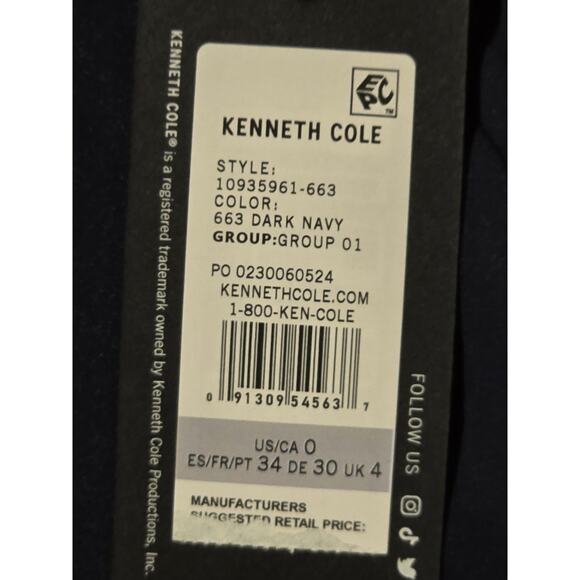 KENNETH COLE® is a registered trademark owned by Kenneth Cole Productions, Inc.
EPC™
KENNETH COLE
STYLE:
10935961-663
COLOR:
663 DARK NAVY
GROUP:GROUP 01
PO 0230060524
KENNETHCOLE.COM
1-800-KEN-COLE
0 91309 54563 7
US/CA 0
ES/FR/PT 34 DE 30 UK 4
MANUFACTURERS
SUGGESTED RETAIL PRICE:
FOLLOW US